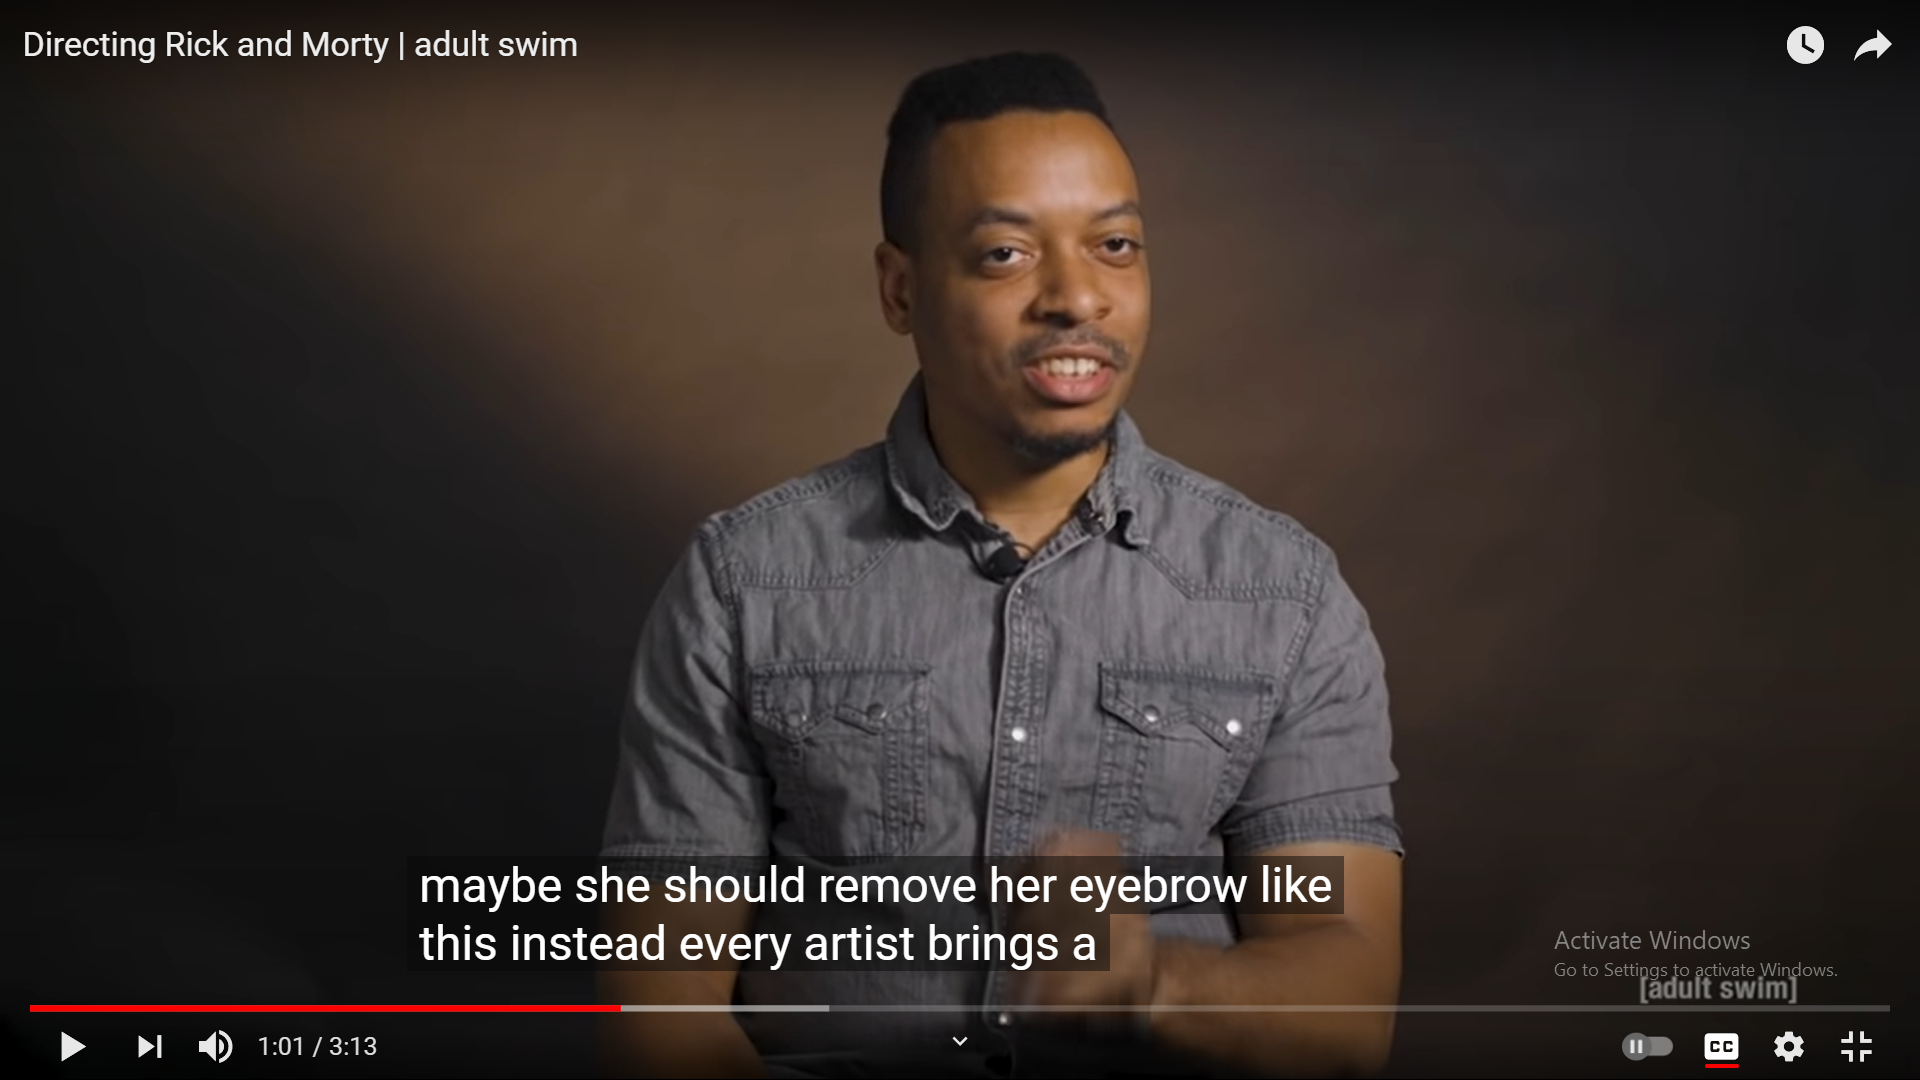 Directing Rick and Morty | adult swim
maybe she should remove her eyebrow like
this instead every artist brings a
Activate Windows
Go to Settings to activate Windows.
[adult swim]
1:01 / 3:13
CC